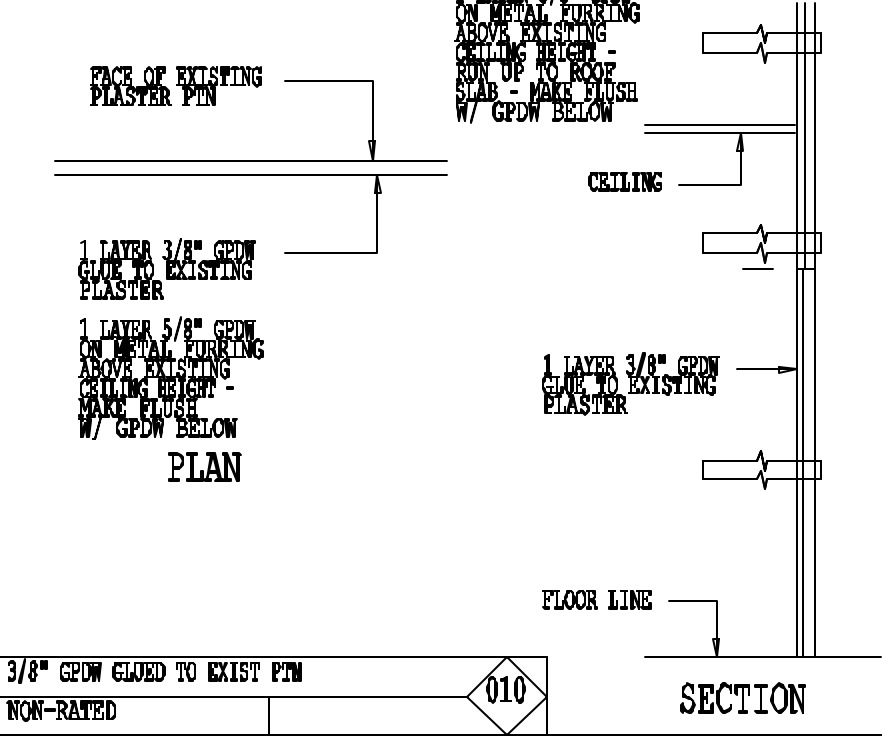 ON METAL FURRING
ABOVE EXISTING
CEILING HEIGHT -
RUN UP TO ROOF
SLAB - MAKE FLUSH
W/ GPDW BELOW
FACE OF EXISTING
PLASTER PTN
CEILING
1 LAYER 3/8" GPDW
GLUE TO EXISTING
PLASTER
1 LAYER 5/8" GPDW
ON METAL FURRING
ABOVE EXISTING
CEILING HEIGHT -
MAKE FLUSH
W/ GPDW BELOW
PLAN
1 LAYER 3/8" GPDW
GLUE TO EXISTING
PLASTER
FLOOR LINE
3/8" GPDW GLUED TO EXIST PTN
010
NON-RATED
SECTION